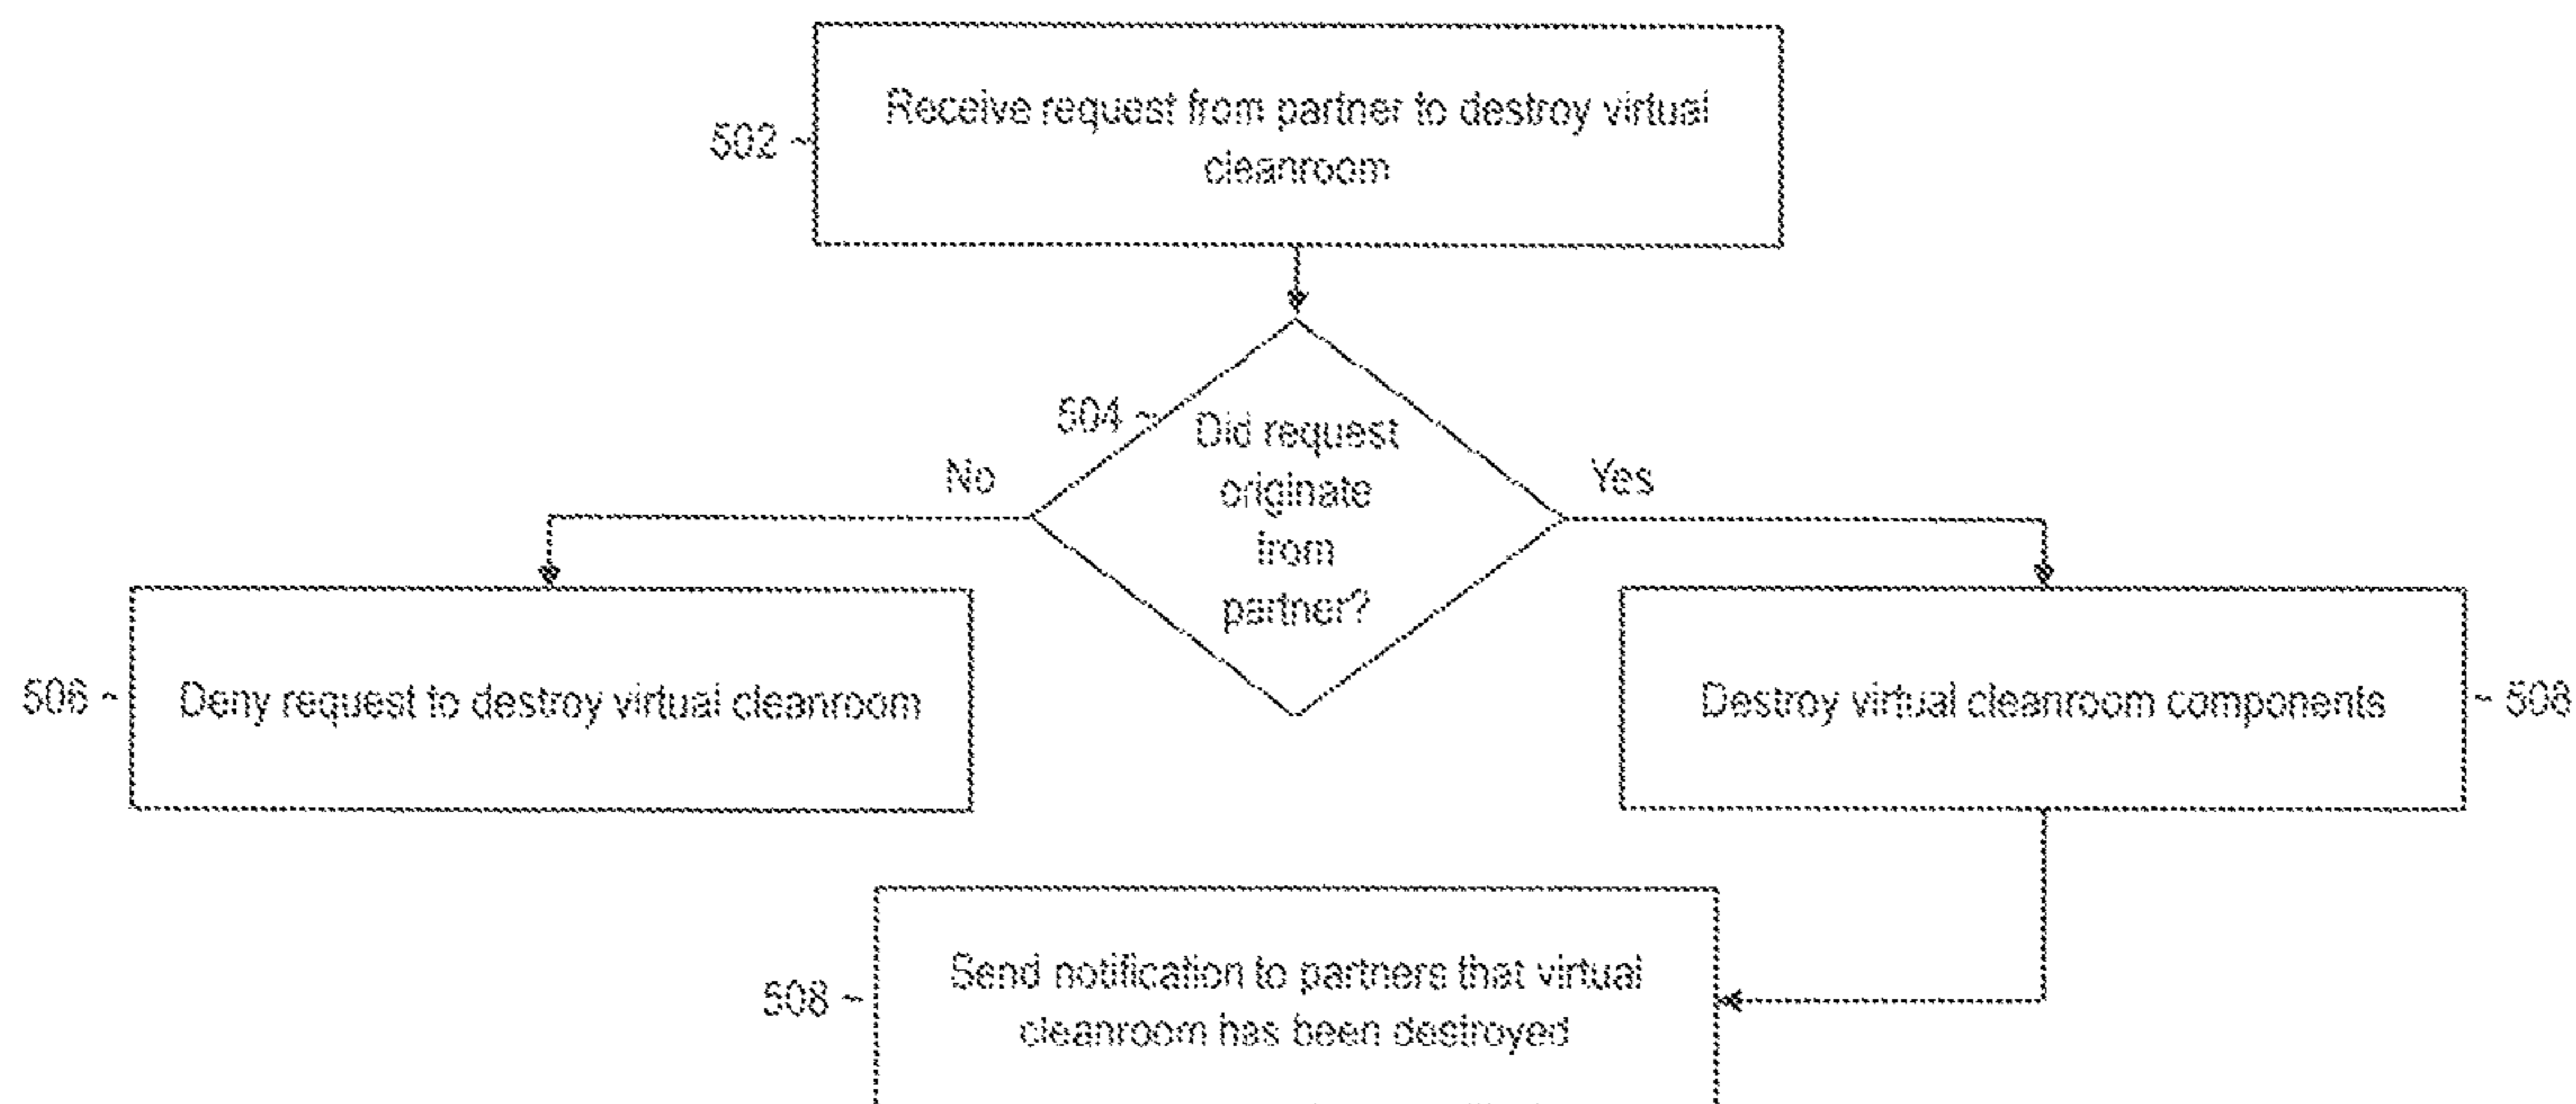 Receive request from partner to destroy virtual
cleanroom
502 ~
504 ~
Did request
originate
from
partner?
No
Yes
506 ~
Deny request to destroy virtual cleanroom
Destroy virtual cleanroom components
~ 508
Send notification to partners that virtual
cleanroom has been destroyed
508 ~